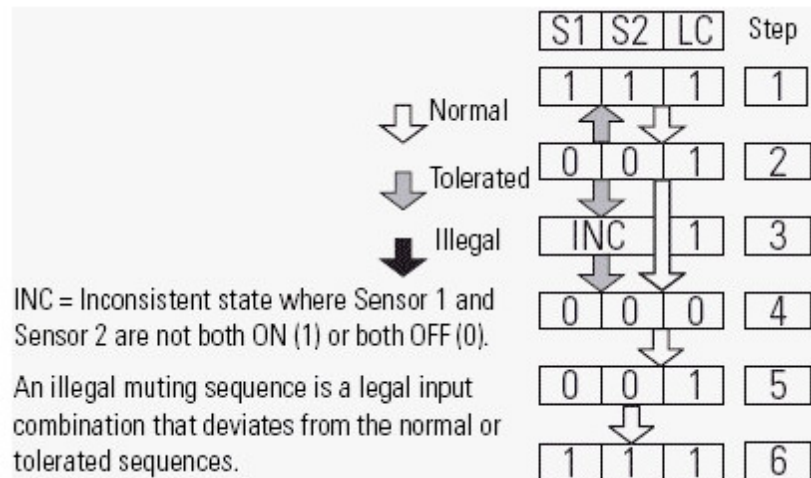 S1 S2 LC Step
1 1 1 1
Normal
0 0 1 2
Tolerated
INC 1 3
Illegal
INC = Inconsistent state where Sensor 1 and
Sensor 2 are not both ON (1) or both OFF (0).
0 0 0 4
An illegal muting sequence is a legal input
combination that deviates from the normal or
tolerated sequences.
0 0 1 5
1 1 1 6